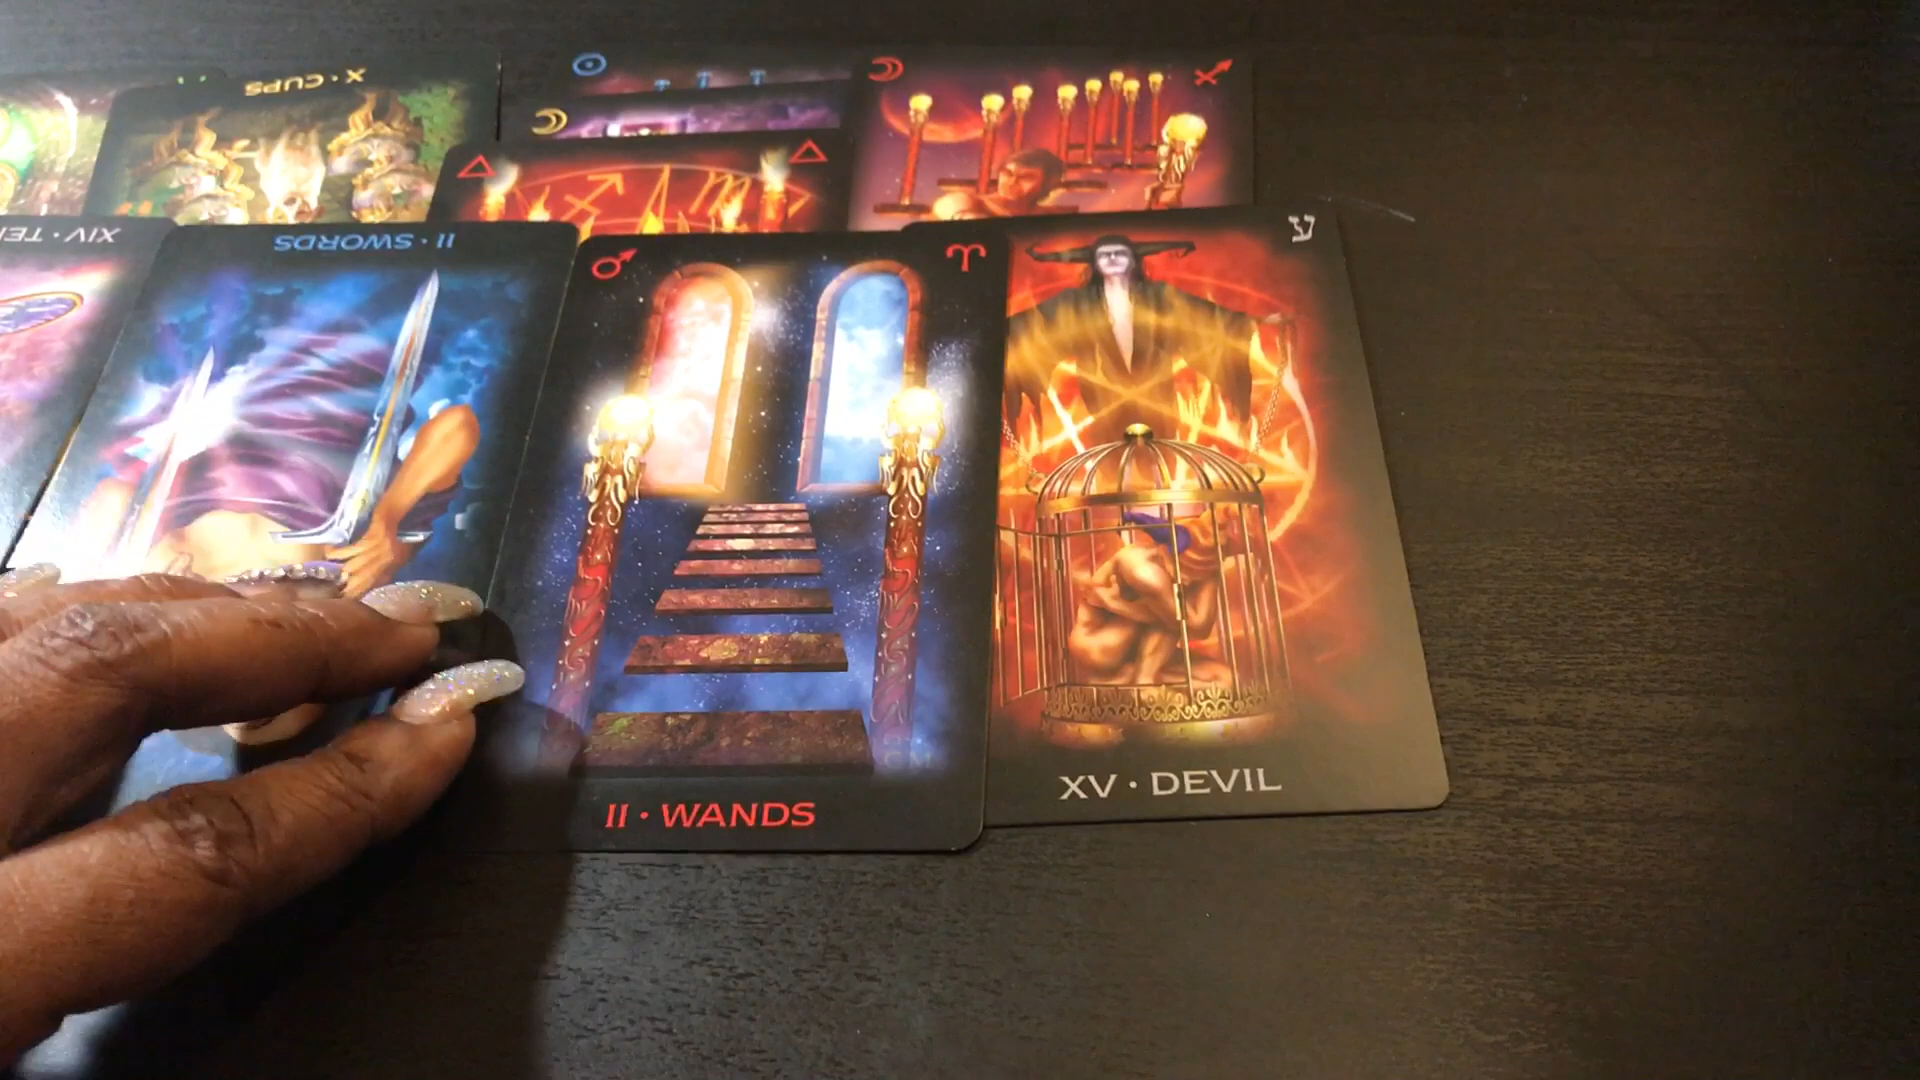 X • CUPS
XIV • TE
II • SWORDS
ע
II • WANDS
XV • DEVIL